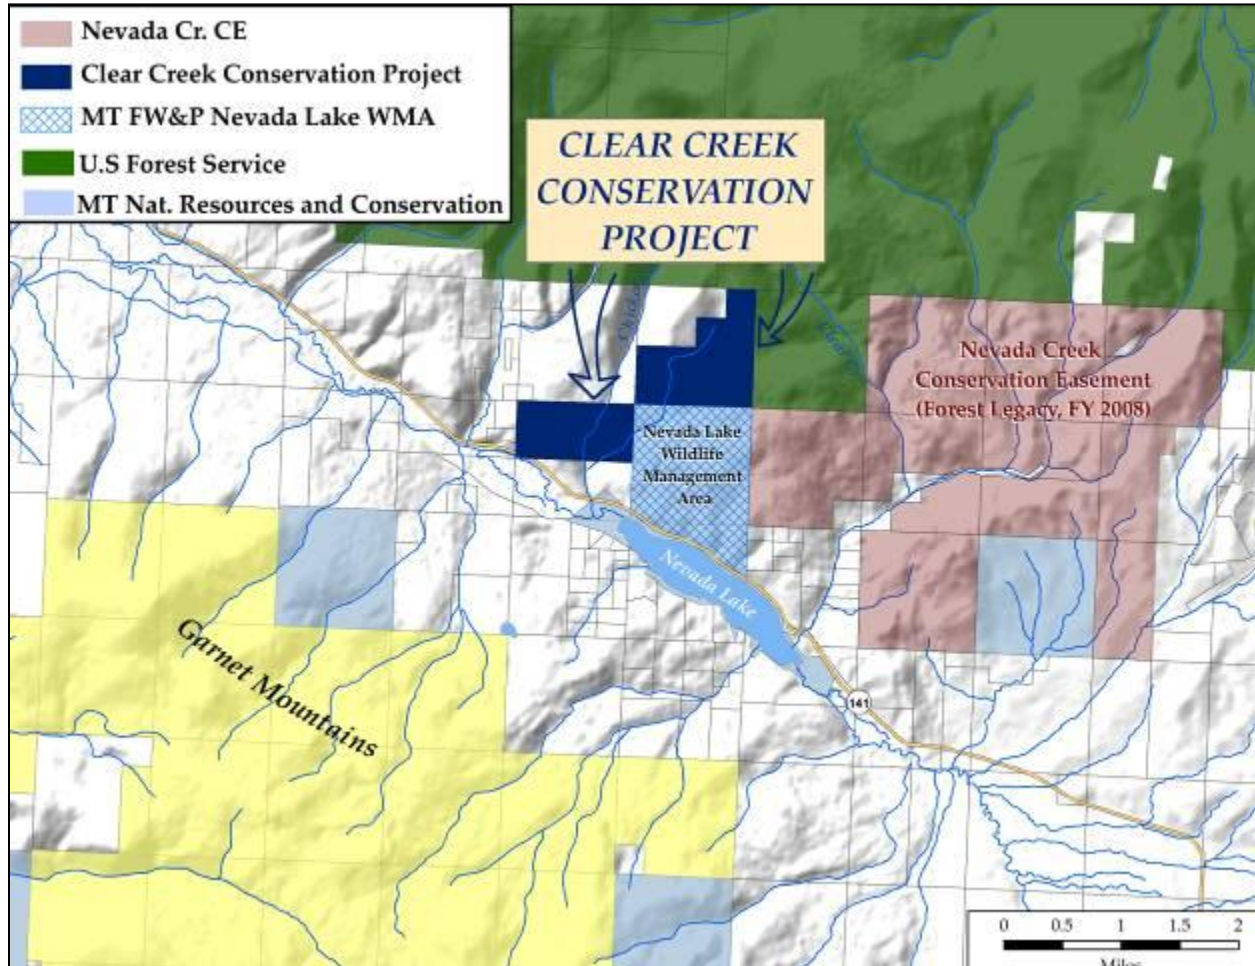 Nevada Cr. CE
Clear Creek Conservation Project
MT FW&P Nevada Lake WMA
U.S Forest Service
MT Nat. Resources and Conservation
CLEAR CREEK
CONSERVATION
PROJECT
Nevada Creek
Conservation Easement
(Forest Legacy, FY 2008)
Nevada Lake
Wildlife
Management
Area
Nevada Lake
Garnet Mountains
141
0 0.5 1 1.5 2
Miles